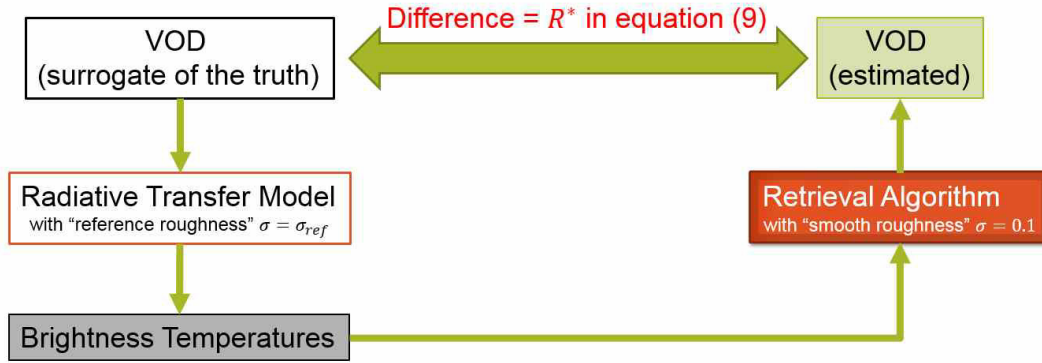 Difference = R* in equation (9)
VOD
(surrogate of the truth)
VOD
(estimated)
Radiative Transfer Model
with “reference roughness” σ = σref
Retrieval Algorithm
with “smooth roughness” σ = 0.1
Brightness Temperatures